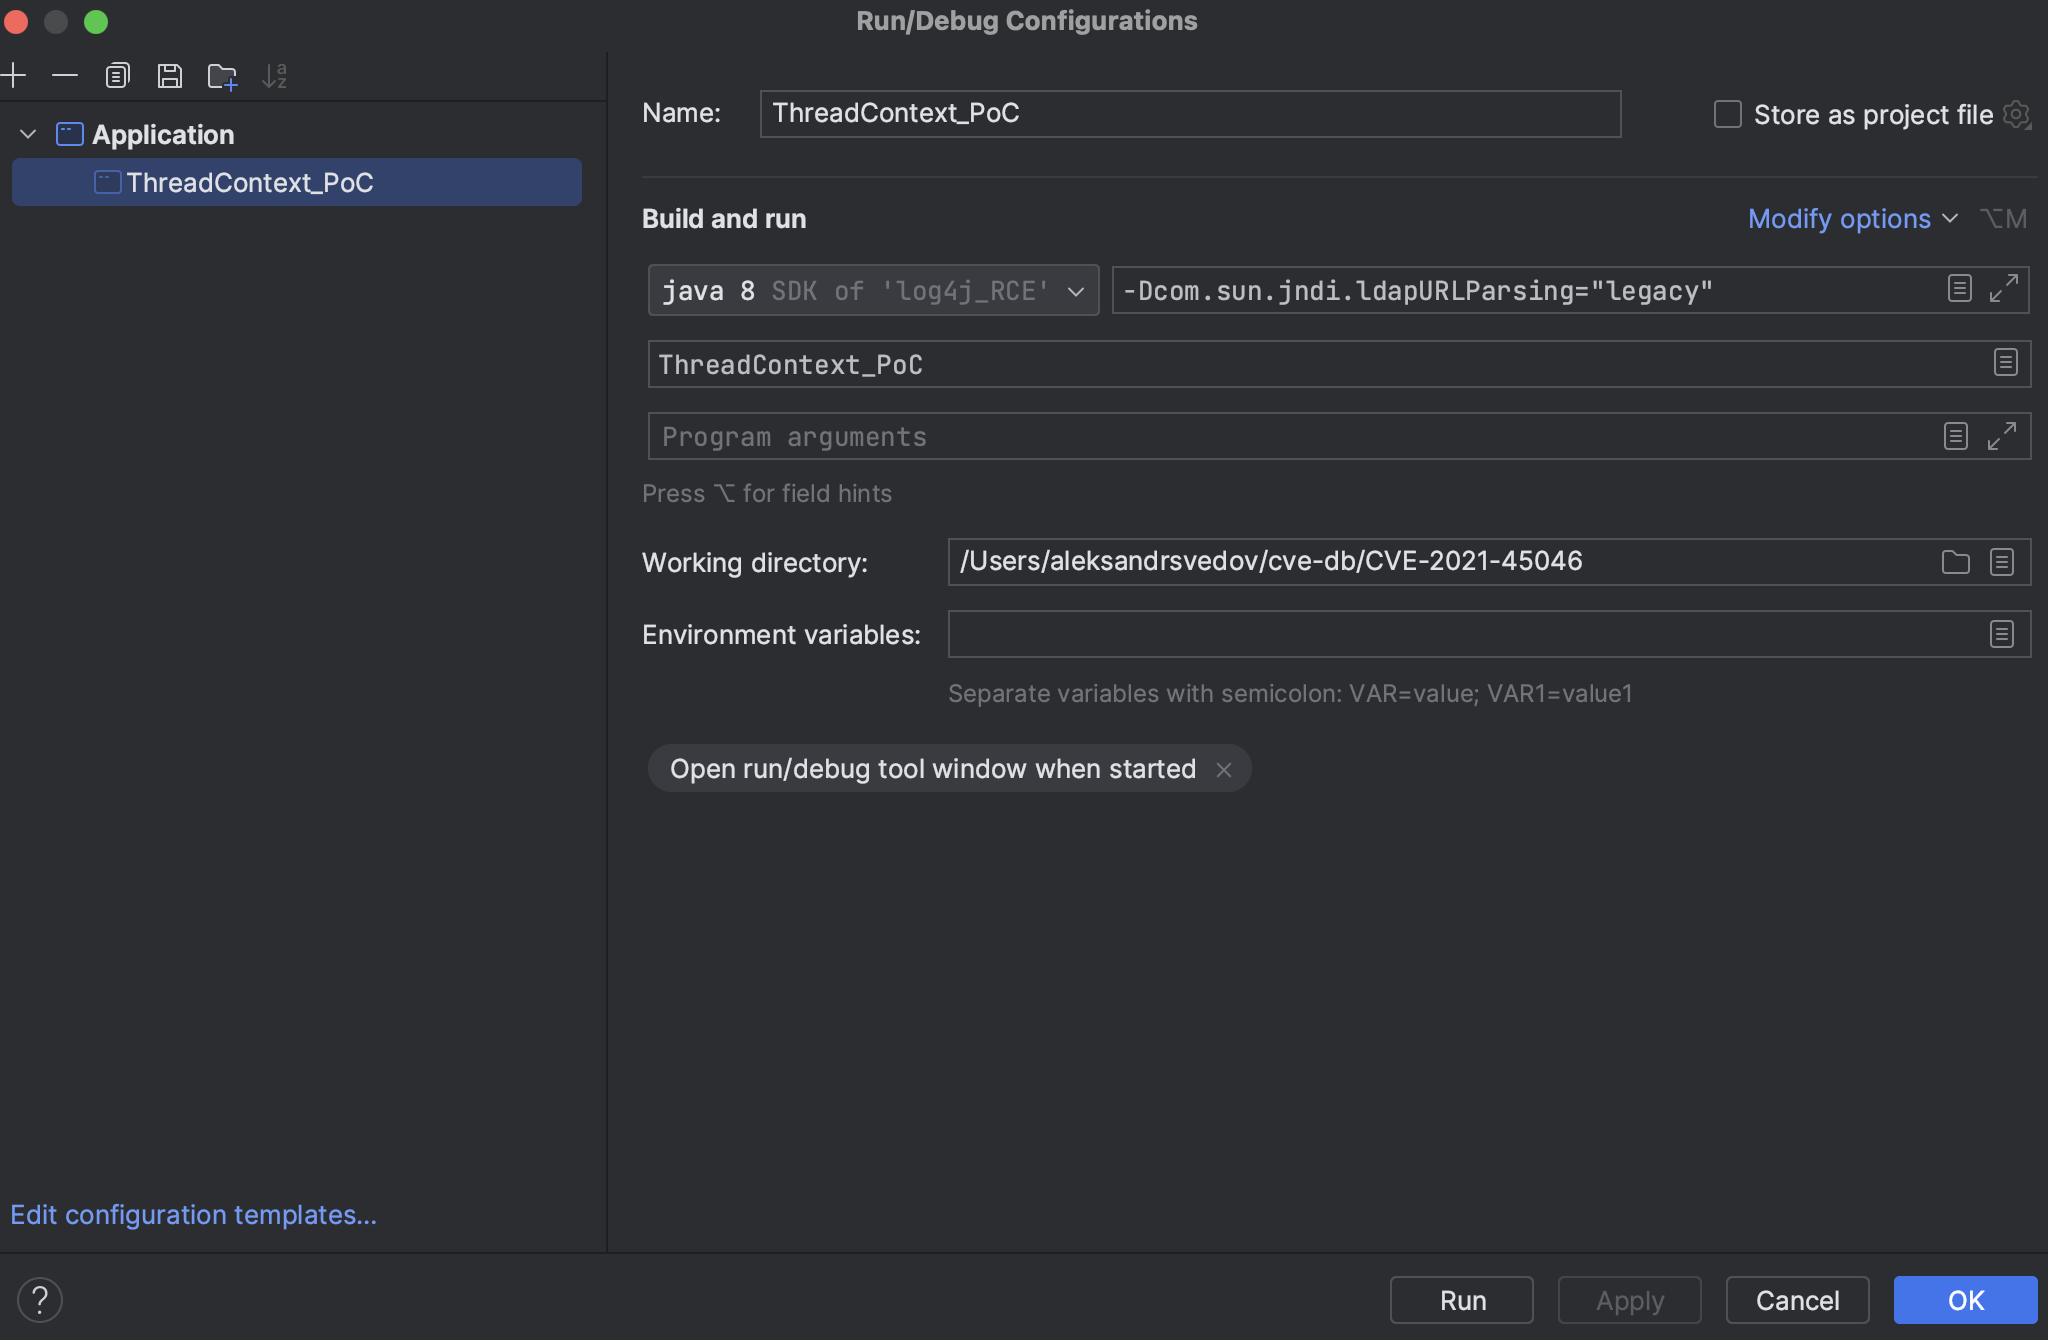 Run/Debug Configurations
Application
ThreadContext_PoC
Name: ThreadContext_PoC
Store as project file
Build and run
Modify options ⌥M
java 8 SDK of 'log4j_RCE' -Dcom.sun.jndi.ldapURLParsing="legacy"
ThreadContext_PoC
Program arguments
Press ⌥ for field hints
Working directory: /Users/aleksandrsvedov/cve-db/CVE-2021-45046
Environment variables:
Separate variables with semicolon: VAR=value; VAR1=value1
Open run/debug tool window when started
Edit configuration templates...
? Run Apply Cancel OK